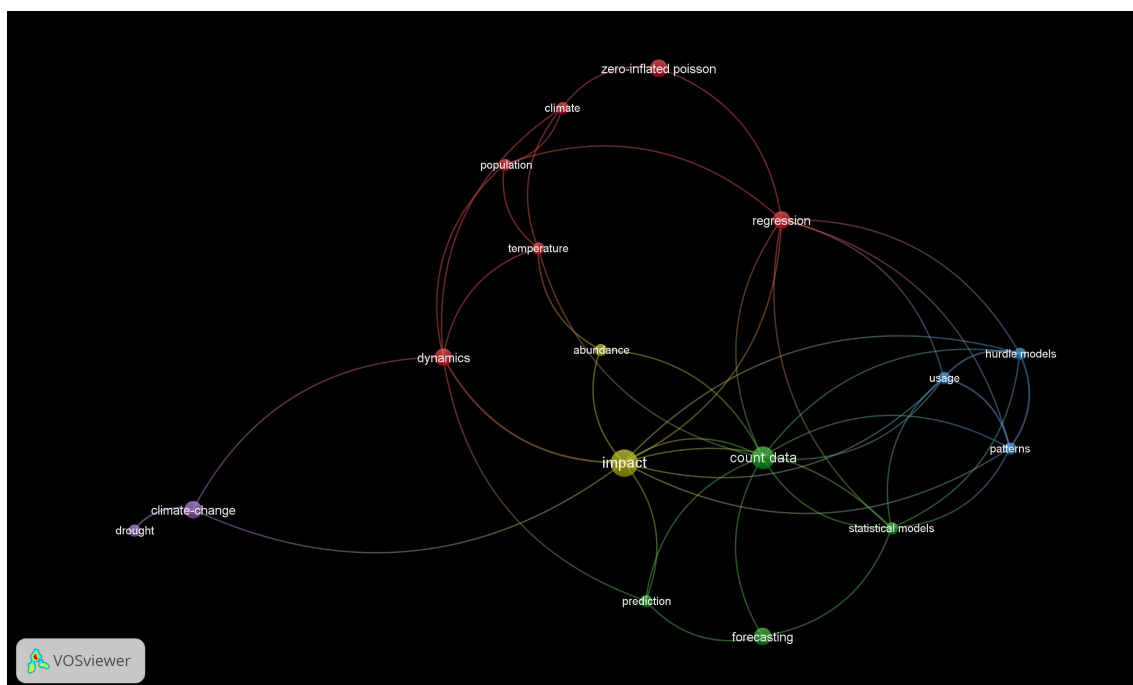 zero-inflated poisson
climate
population
regression
temperature
abundance
hurdle models
dynamics
usage
patterns
count data
impact
climate-change
drought
statistical models
prediction
forecasting
VOSviewer